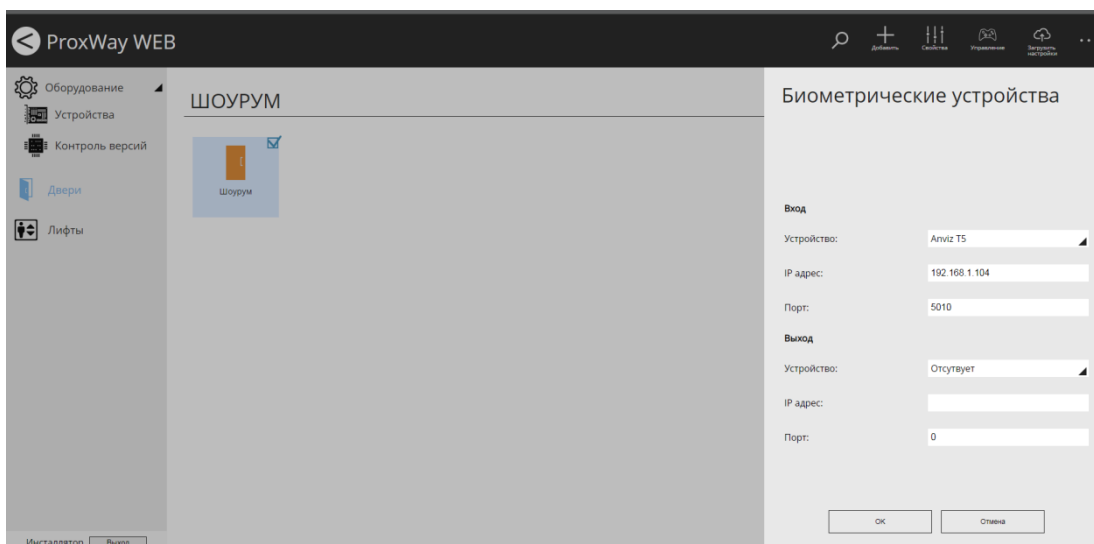 ProxWay WEB
Добавить
Свойства
Управление
Загрузить
настройки
Оборудование
Устройства
Контроль версий
Двери
Лифты
Инсталлятор Выход
ШОУРУМ
Шоурум
Биометрические устройства
Вход
Устройство: Anviz T5
IP адрес: 192.168.1.104
Порт: 5010
Выход
Устройство: Отсутвует
IP адрес:
Порт: 0
OK Отмена